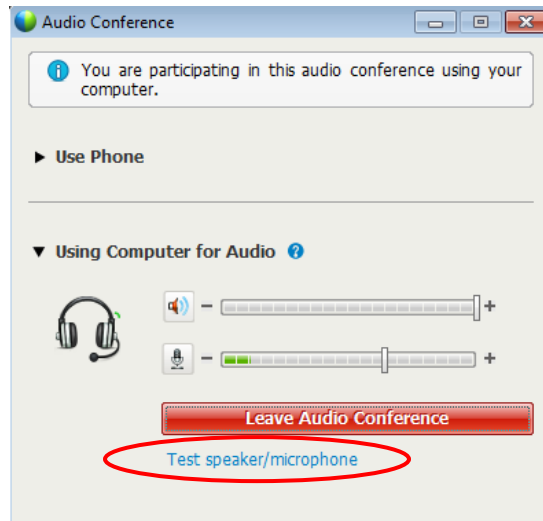 Audio Conference
You are participating in this audio conference using your
computer.
Use Phone
Using Computer for Audio
Leave Audio Conference
Test speaker/microphone